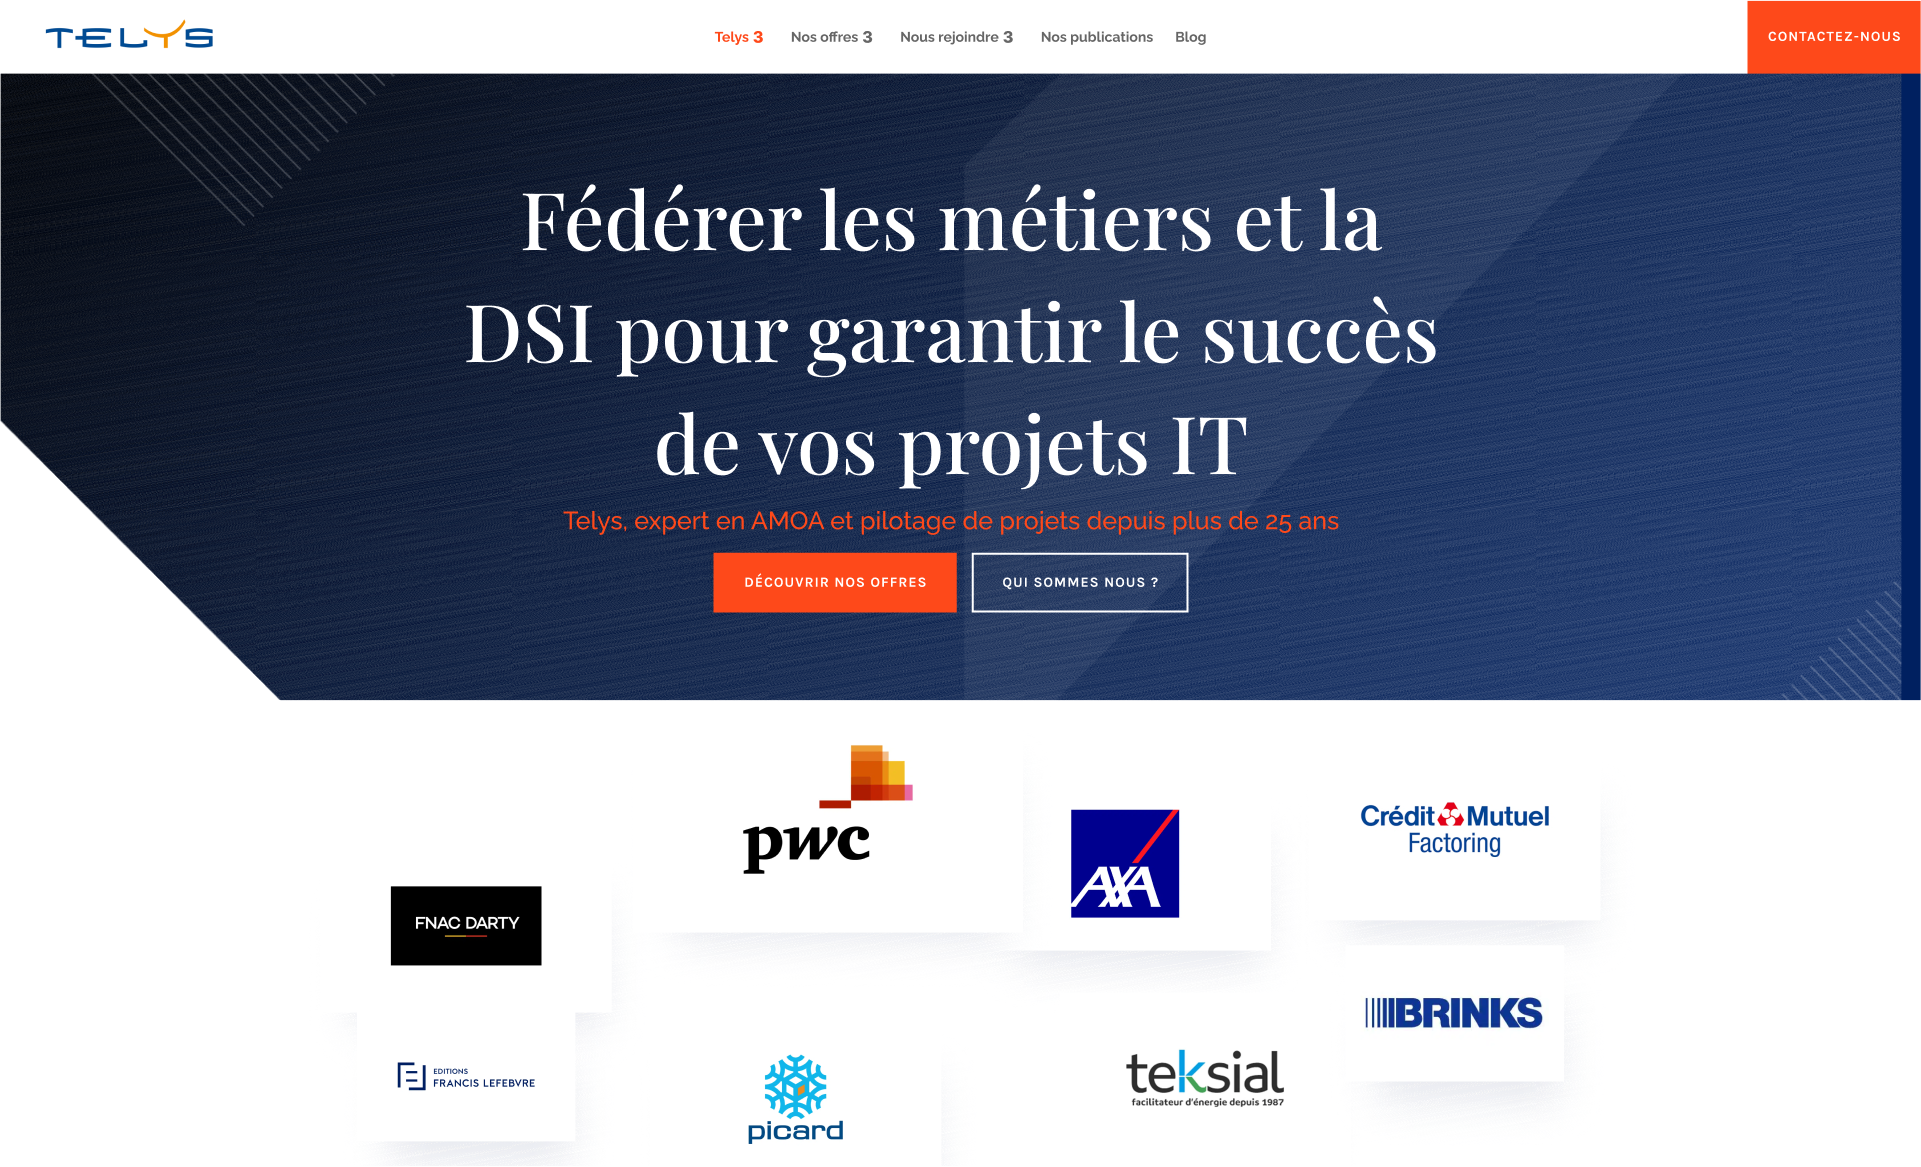 TELYS
Telys 3
Nos offres 3
Nous rejoindre 3
Nos publications
Blog
CONTACTEZ-NOUS
Fédérer les métiers et la
DSI pour garantir le succès
de vos projets IT
Telys, expert en AMOA et pilotage de projets depuis plus de 25 ans
DÉCOUVRIR NOS OFFRES
QUI SOMMES NOUS ?
pwc
AXA
Crédit Mutuel
Factoring
FNAC DARTY
BRINKS
EDITIONS
FRANCIS LEFEBVRE
picard
teksial
facilitateur d'énergie depuis 1987